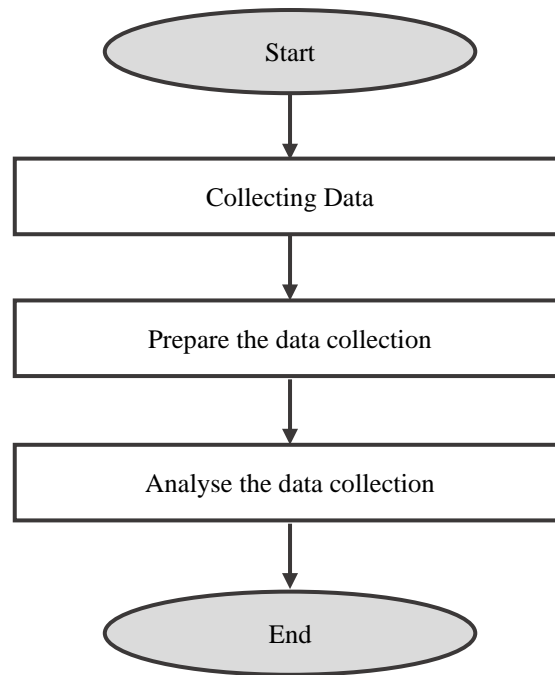 Start
Collecting Data
Prepare the data collection
Analyse the data collection
End